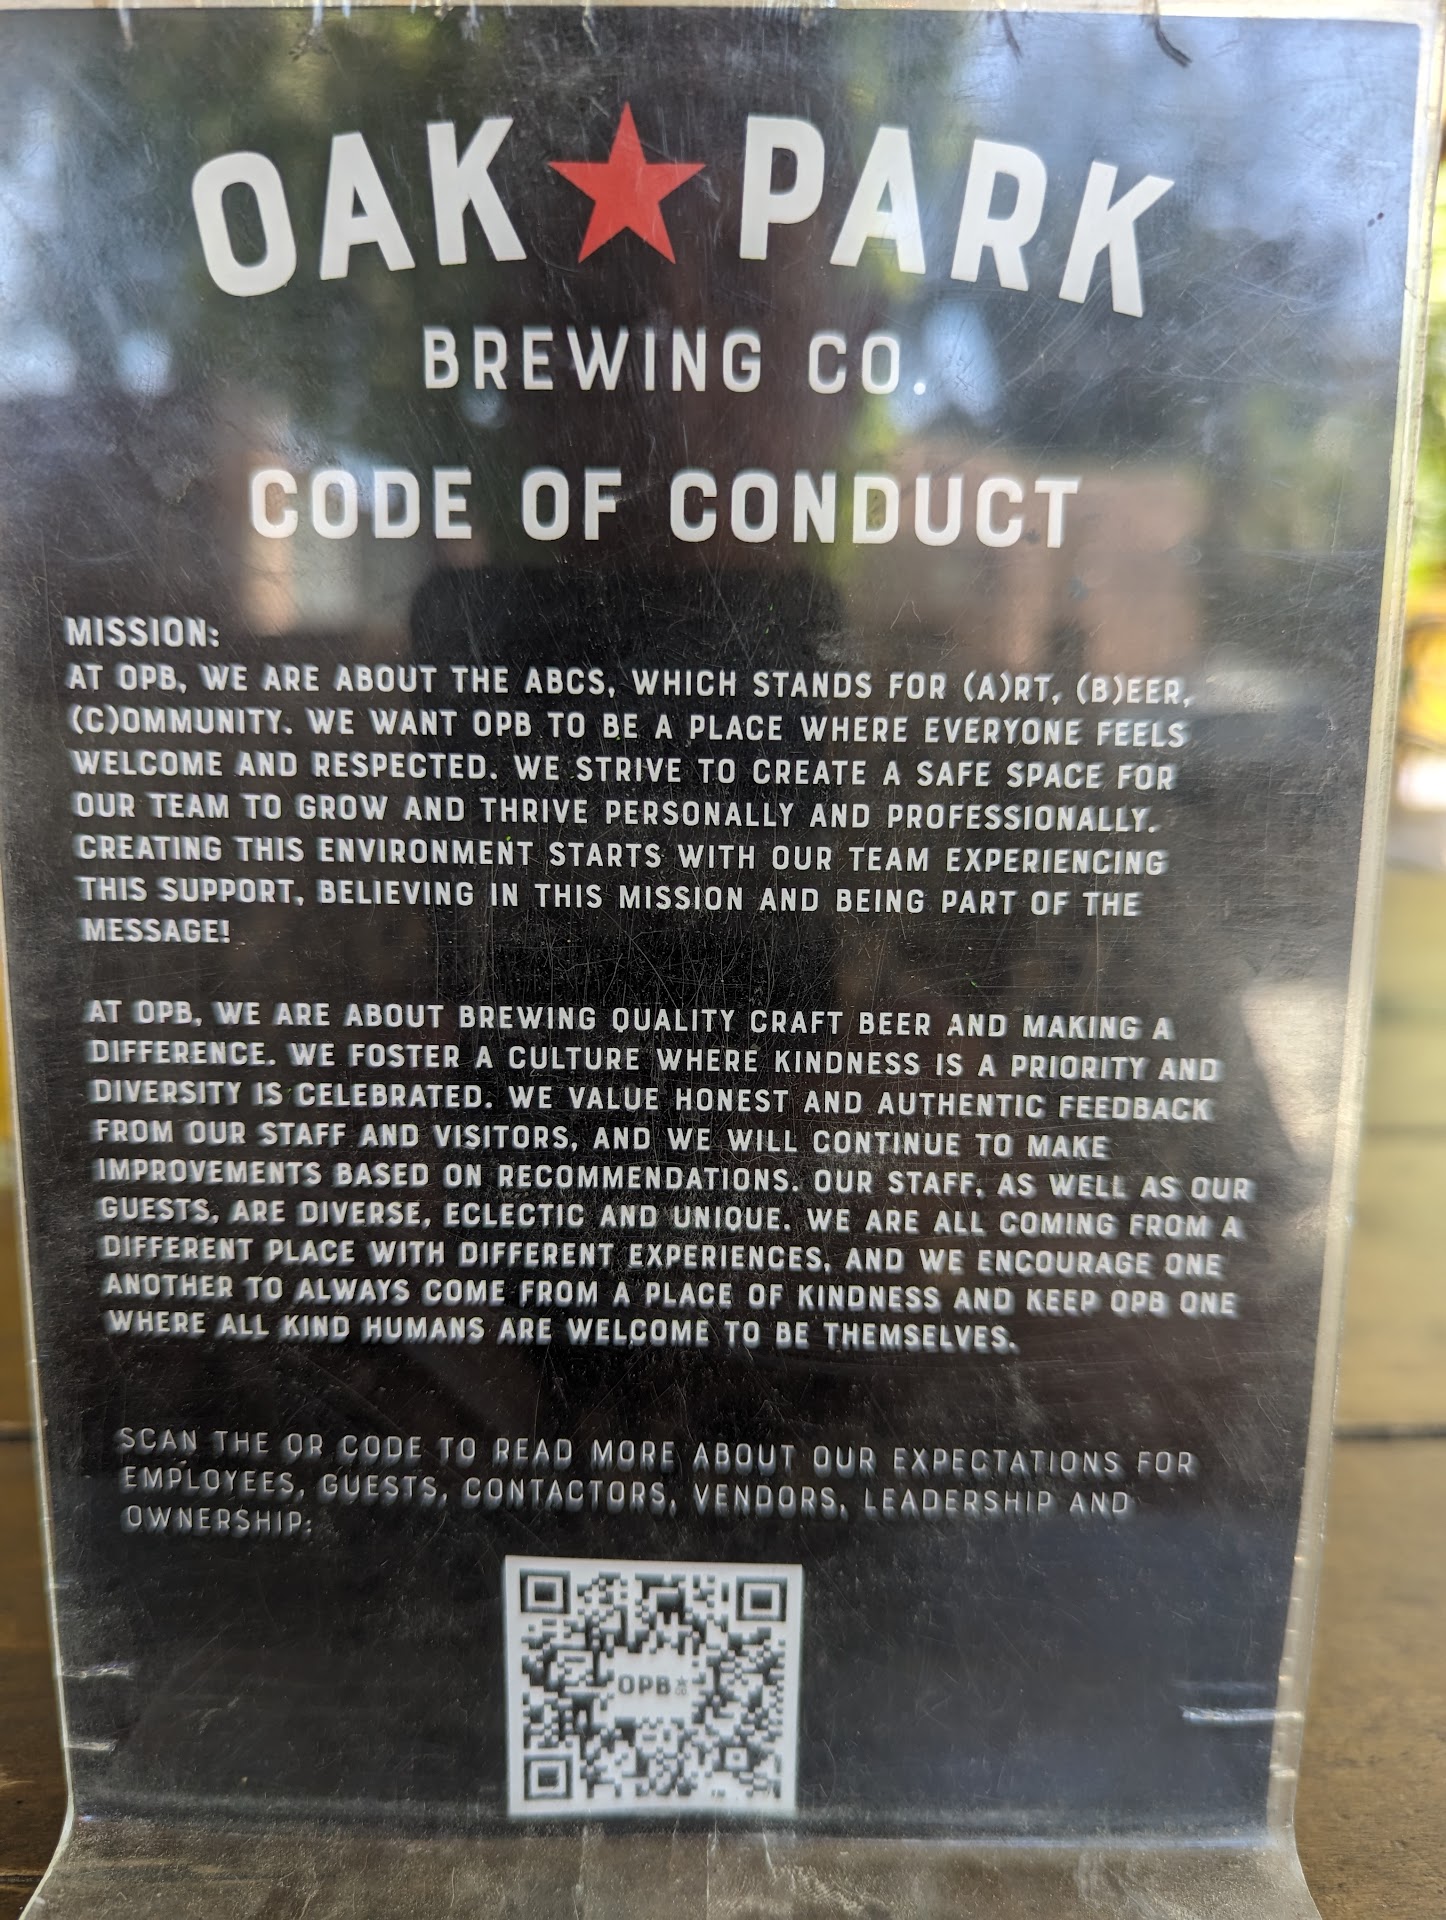 OAK PARK
BREWING CO.
CODE OF CONDUCT
MISSION:
AT OPB, WE ARE ABOUT THE ABCS, WHICH STANDS FOR (A)RT, (B)EER,
(C)OMMUNITY. WE WANT OPB TO BE A PLACE WHERE EVERYONE FEELS
WELCOME AND RESPECTED. WE STRIVE TO CREATE A SAFE SPACE FOR
OUR TEAM TO GROW AND THRIVE PERSONALLY AND PROFESSIONALLY.
CREATING THIS ENVIRONMENT STARTS WITH OUR TEAM EXPERIENCING
THIS SUPPORT, BELIEVING IN THIS MISSION AND BEING PART OF THE
MESSAGE!
AT OPB, WE ARE ABOUT BREWING QUALITY CRAFT BEER AND MAKING A
DIFFERENCE. WE FOSTER A CULTURE WHERE KINDNESS IS A PRIORITY AND
DIVERSITY IS CELEBRATED. WE VALUE HONEST AND AUTHENTIC FEEDBACK
FROM OUR STAFF AND VISITORS, AND WE WILL CONTINUE TO MAKE
IMPROVEMENTS BASED ON RECOMMENDATIONS. OUR STAFF, AS WELL AS OUR
GUESTS, ARE DIVERSE, ECLECTIC AND UNIQUE. WE ARE ALL COMING FROM A
DIFFERENT PLACE WITH DIFFERENT EXPERIENCES, AND WE ENCOURAGE ONE
ANOTHER TO ALWAYS COME FROM A PLACE OF KINDNESS AND KEEP OPB ONE
WHERE ALL KIND HUMANS ARE WELCOME TO BE THEMSELVES.
SCAN THE QR CODE TO READ MORE ABOUT OUR EXPECTATIONS FOR
EMPLOYEES, GUESTS, CONTACTORS, VENDORS, LEADERSHIP AND
OWNERSHIP:
OPB